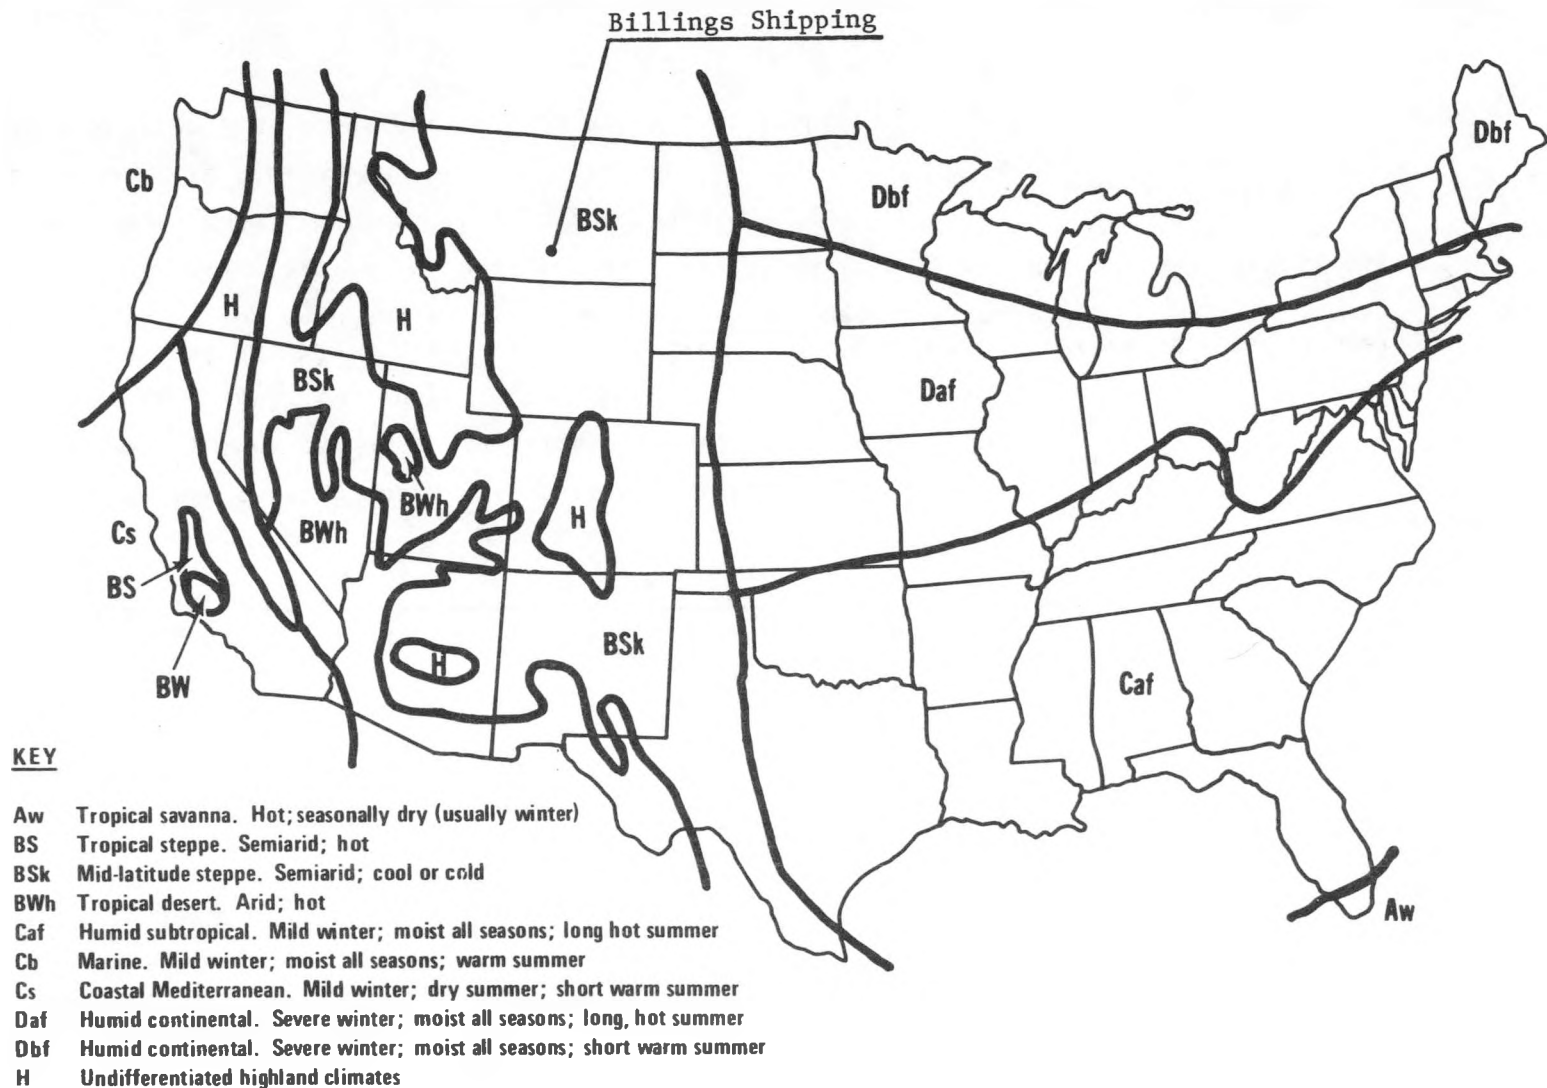 Billings Shipping
Dbf
Cb
Dbf
BSk
H
H
BSk
Daf
BWh
H
BWh
Cs
BS
BSk
H
BW
Caf
Aw
KEY
Aw Tropical savanna. Hot; seasonally dry (usually winter)
BS Tropical steppe. Semiarid; hot
BSk Mid-latitude steppe. Semiarid; cool or cold
BWh Tropical desert. Arid; hot
Caf Humid subtropical. Mild winter; moist all seasons; long hot summer
Cb Marine. Mild winter; moist all seasons; warm summer
Cs Coastal Mediterranean. Mild winter; dry summer; short warm summer
Daf Humid continental. Severe winter; moist all seasons; long, hot summer
Dbf Humid continental. Severe winter; moist all seasons; short warm summer
H Undifferentiated highland climates